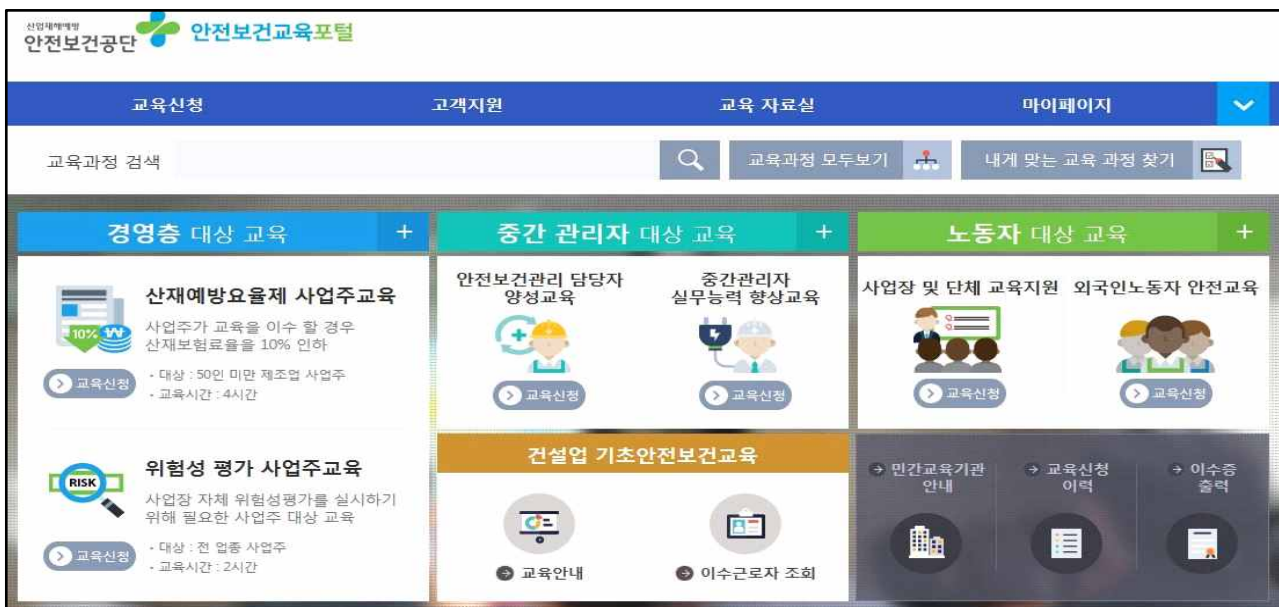 산업재해예방
안전보건공단
안전보건교육포털
교육신청 고객지원 교육 자료실 마이페이지
교육과정 검색 교육과정 모두보기 내게 맞는 교육 과정 찾기
경영층 대상 교육 +
산재예방요율제 사업주교육
10% ₩
사업주가 교육을 이수 할 경우
산재보험료율을 10% 인하
교육신청
· 대상 : 50인 미만 제조업 사업주
· 교육시간 : 4시간
RISK
위험성 평가 사업주교육
사업장 자체 위험성평가를 실시하기
위해 필요한 사업주 대상 교육
교육신청
· 대상 : 전 업종 사업주
· 교육시간 : 2시간
중간 관리자 대상 교육 +
안전보건관리 담당자
양성교육
교육신청
중간관리자
실무능력 향상교육
교육신청
노동자 대상 교육 +
사업장 및 단체 교육지원
교육신청
외국인노동자 안전교육
교육신청
건설업 기초안전보건교육
교육안내
이수근로자 조회
민간교육기관
안내
교육신청
이력
이수증
출력